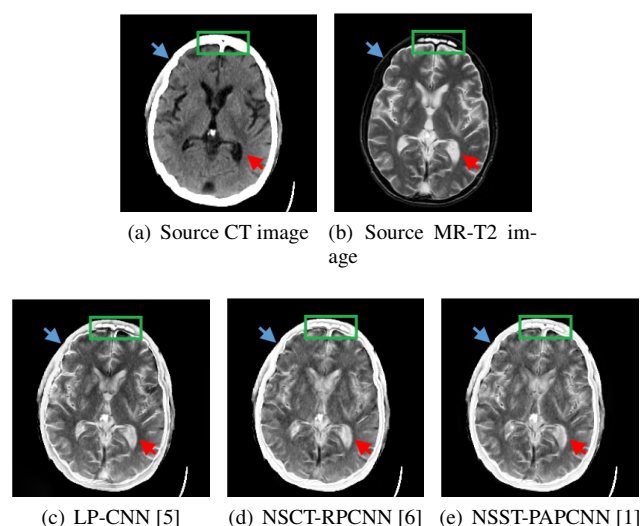 (a) Source CT image
(b) Source MR-T2 im-
age
(c) LP-CNN [5]
(d) NSCT-RPCNN [6]
(e) NSST-PAPCNN [1]